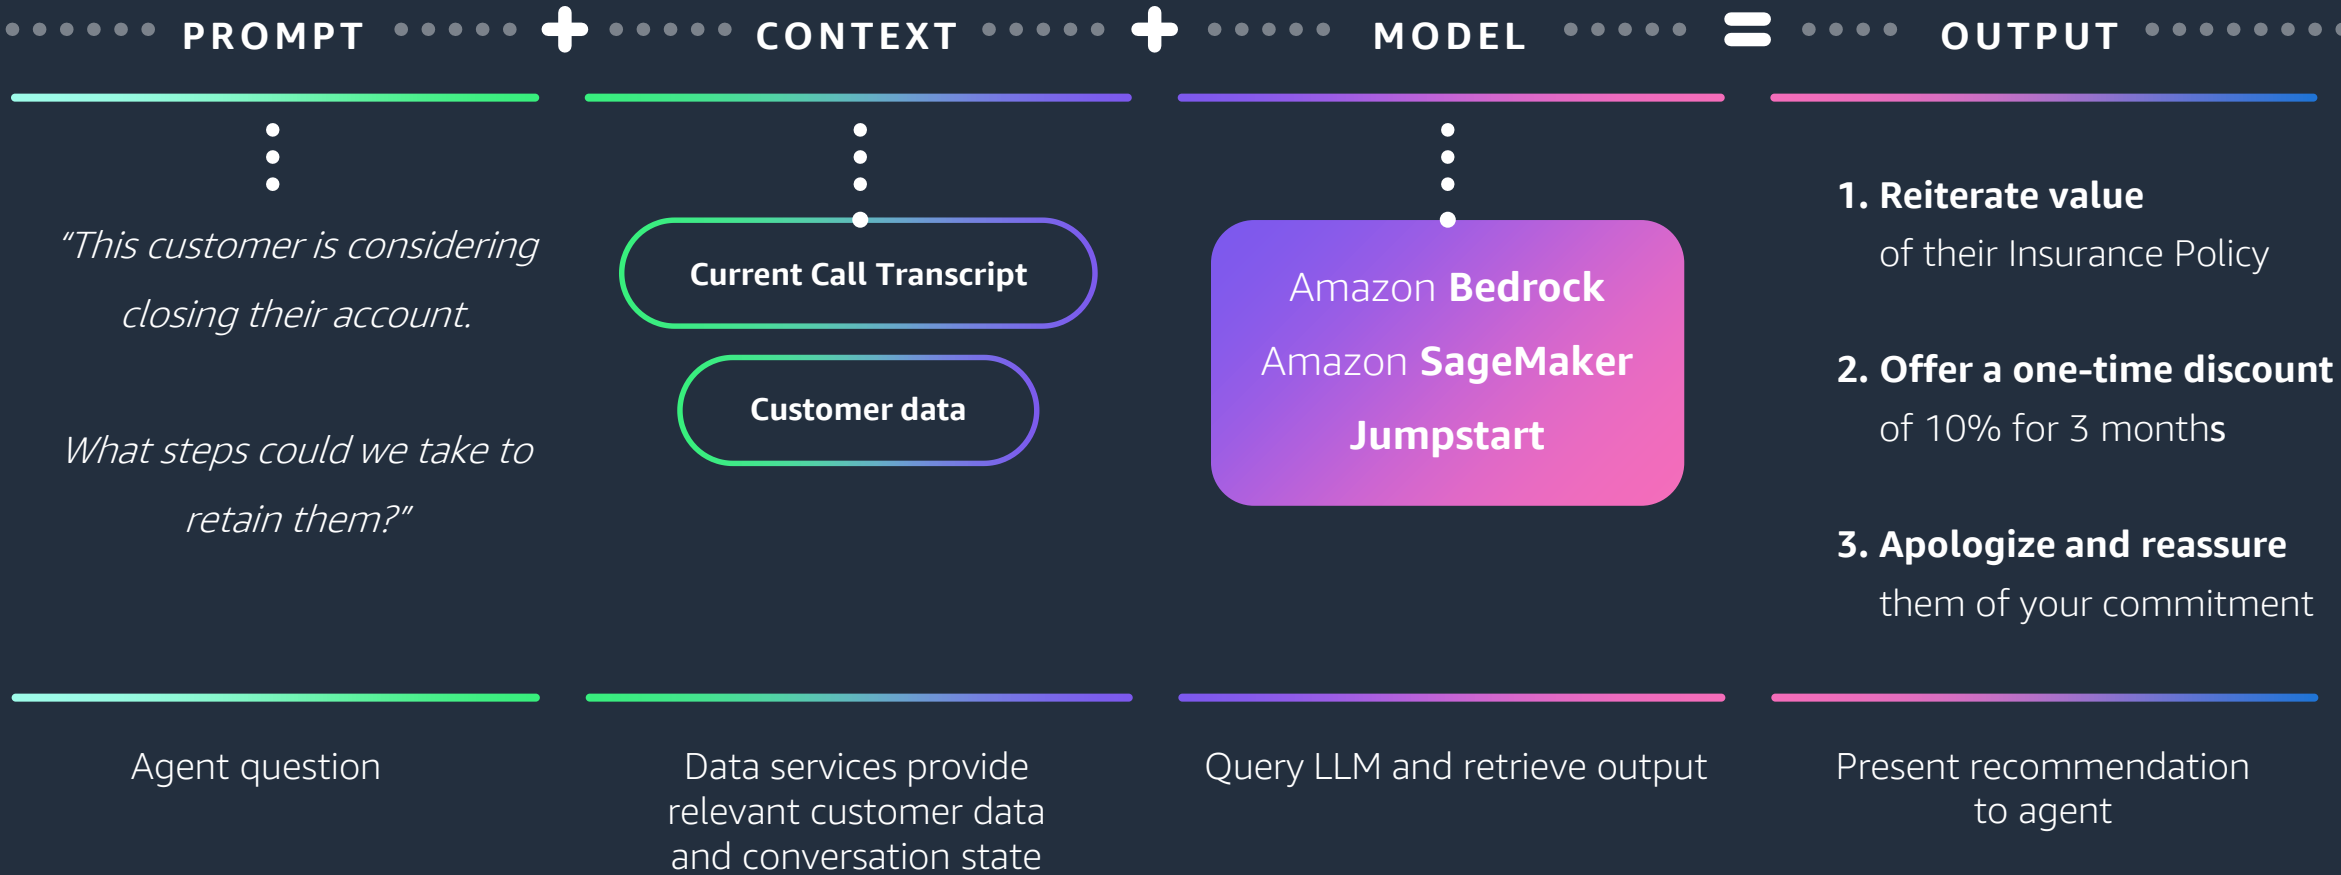 PROMPT + CONTEXT + MODEL = OUTPUT
“This customer is considering
closing their account.
What steps could we take to
retain them?”
Agent question
Current Call Transcript
Customer data
Data services provide
relevant customer data
and conversation state
Amazon Bedrock
Amazon SageMaker
Jumpstart
Query LLM and retrieve output
1. Reiterate value
of their Insurance Policy
2. Offer a one-time discount
of 10% for 3 months
3. Apologize and reassure
them of your commitment
Present recommendation
to agent